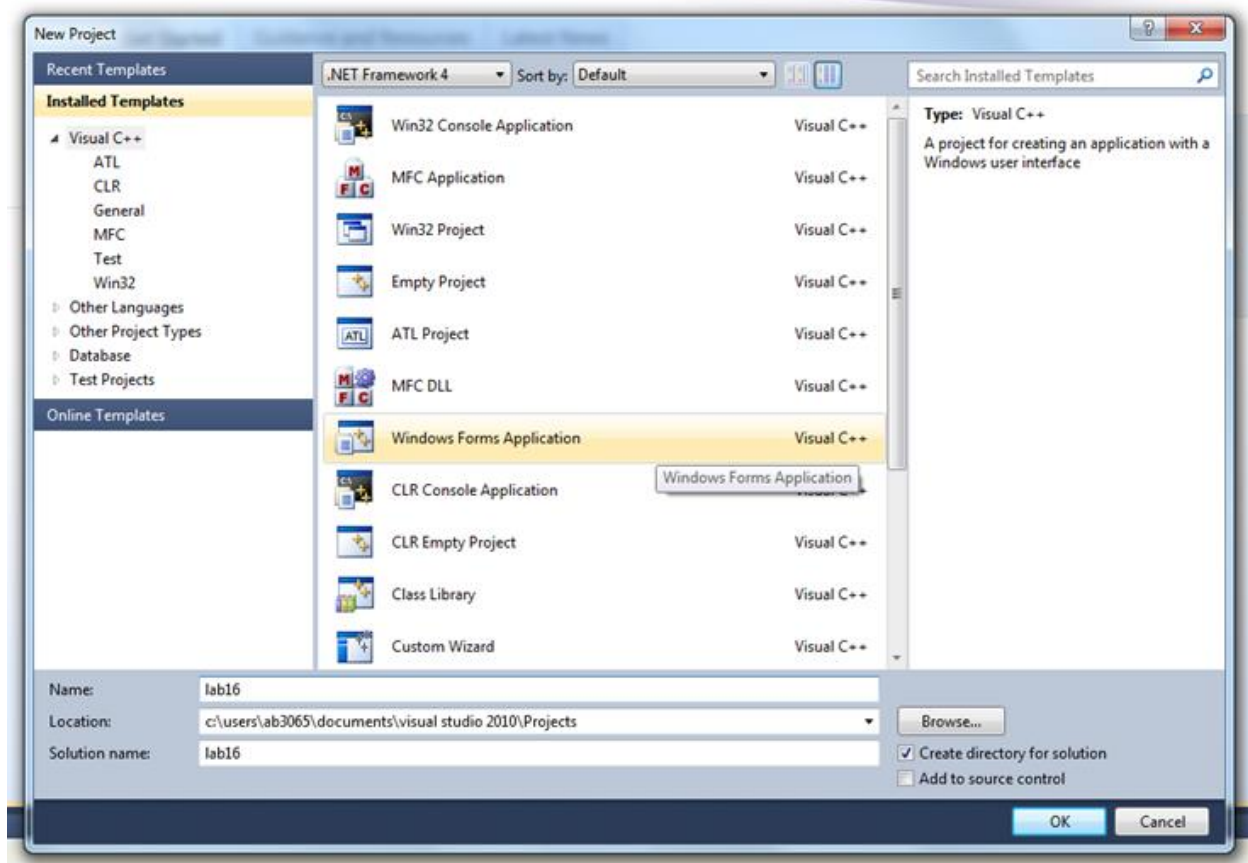 New Project
Recent Templates
Installed Templates
Visual C++
ATL
CLR
General
MFC
Test
Win32
Other Languages
Other Project Types
Database
Test Projects
Online Templates
.NET Framework 4
Sort by: Default
Search Installed Templates
Win32 Console Application Visual C++
MFC Application Visual C++
Win32 Project Visual C++
Empty Project Visual C++
ATL Project Visual C++
MFC DLL Visual C++
Windows Forms Application Visual C++
Windows Forms Application
CLR Console Application
CLR Empty Project Visual C++
Class Library Visual C++
Custom Wizard Visual C++
Type: Visual C++
A project for creating an application with a
Windows user interface
Name: lab16
Location: c:\users\ab3065\documents\visual studio 2010\Projects
Browse...
Solution name: lab16
Create directory for solution
Add to source control
OK Cancel